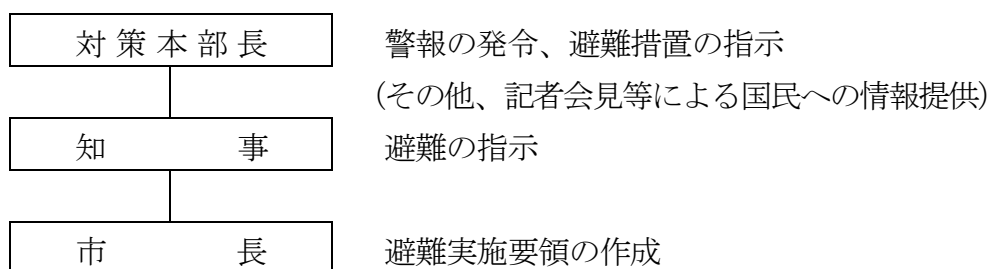 対策本部長 警報の発令、避難措置の指示
(その他、記者会見等による国民への情報提供)
知事 避難の指示
市長 避難実施要領の作成